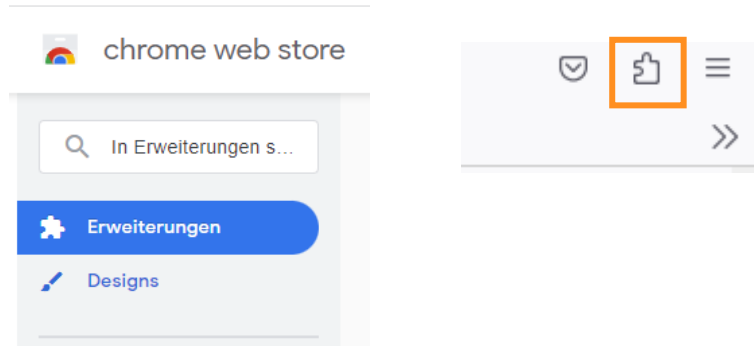 chrome web store
In Erweiterungen s...
Erweiterungen
Designs